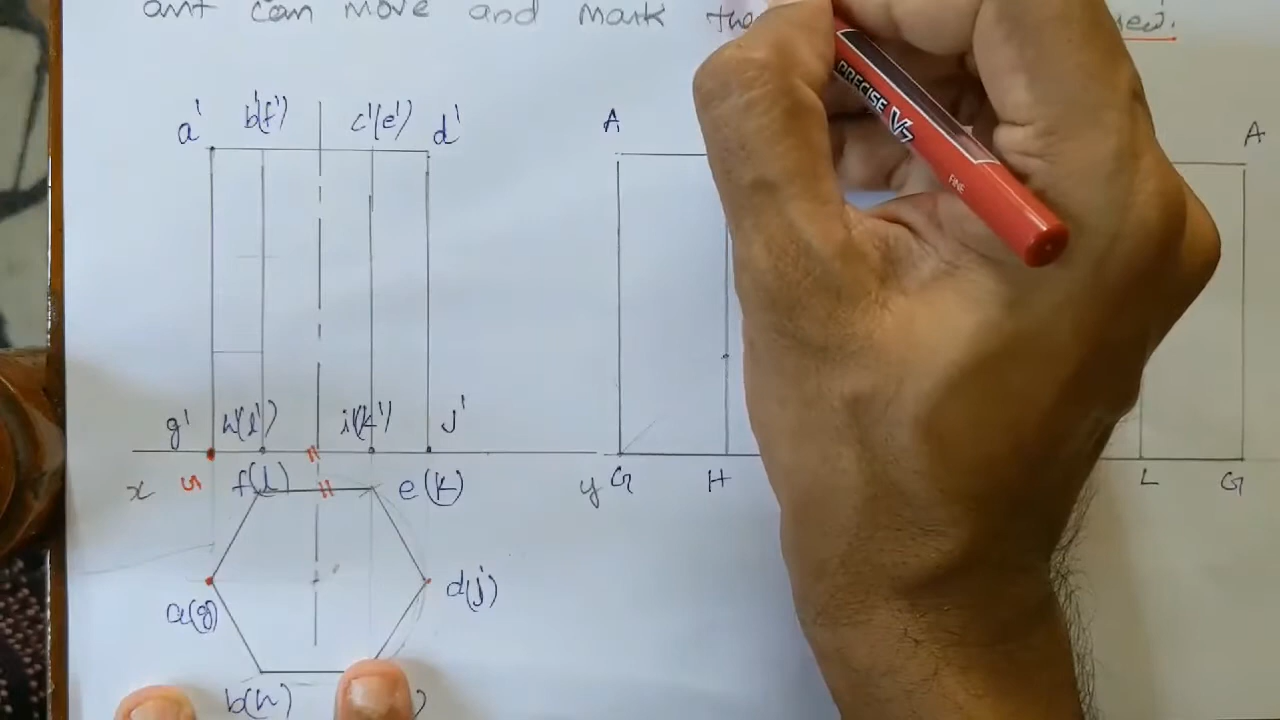 ant can move and mark the
a' b'(f') c'(e') d' A A
PRECISE V7
FINE
g' h'(l') i'(k') j'
x f(l) e(k) y G H L G
a(g) d(j)
b(h)